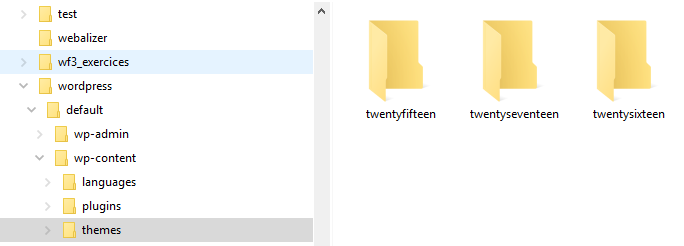 test
webalizer
wf3_exercices
wordpress
default
wp-admin
wp-content
languages
plugins
themes
twentyfifteen
twentyseventeen
twentysixteen